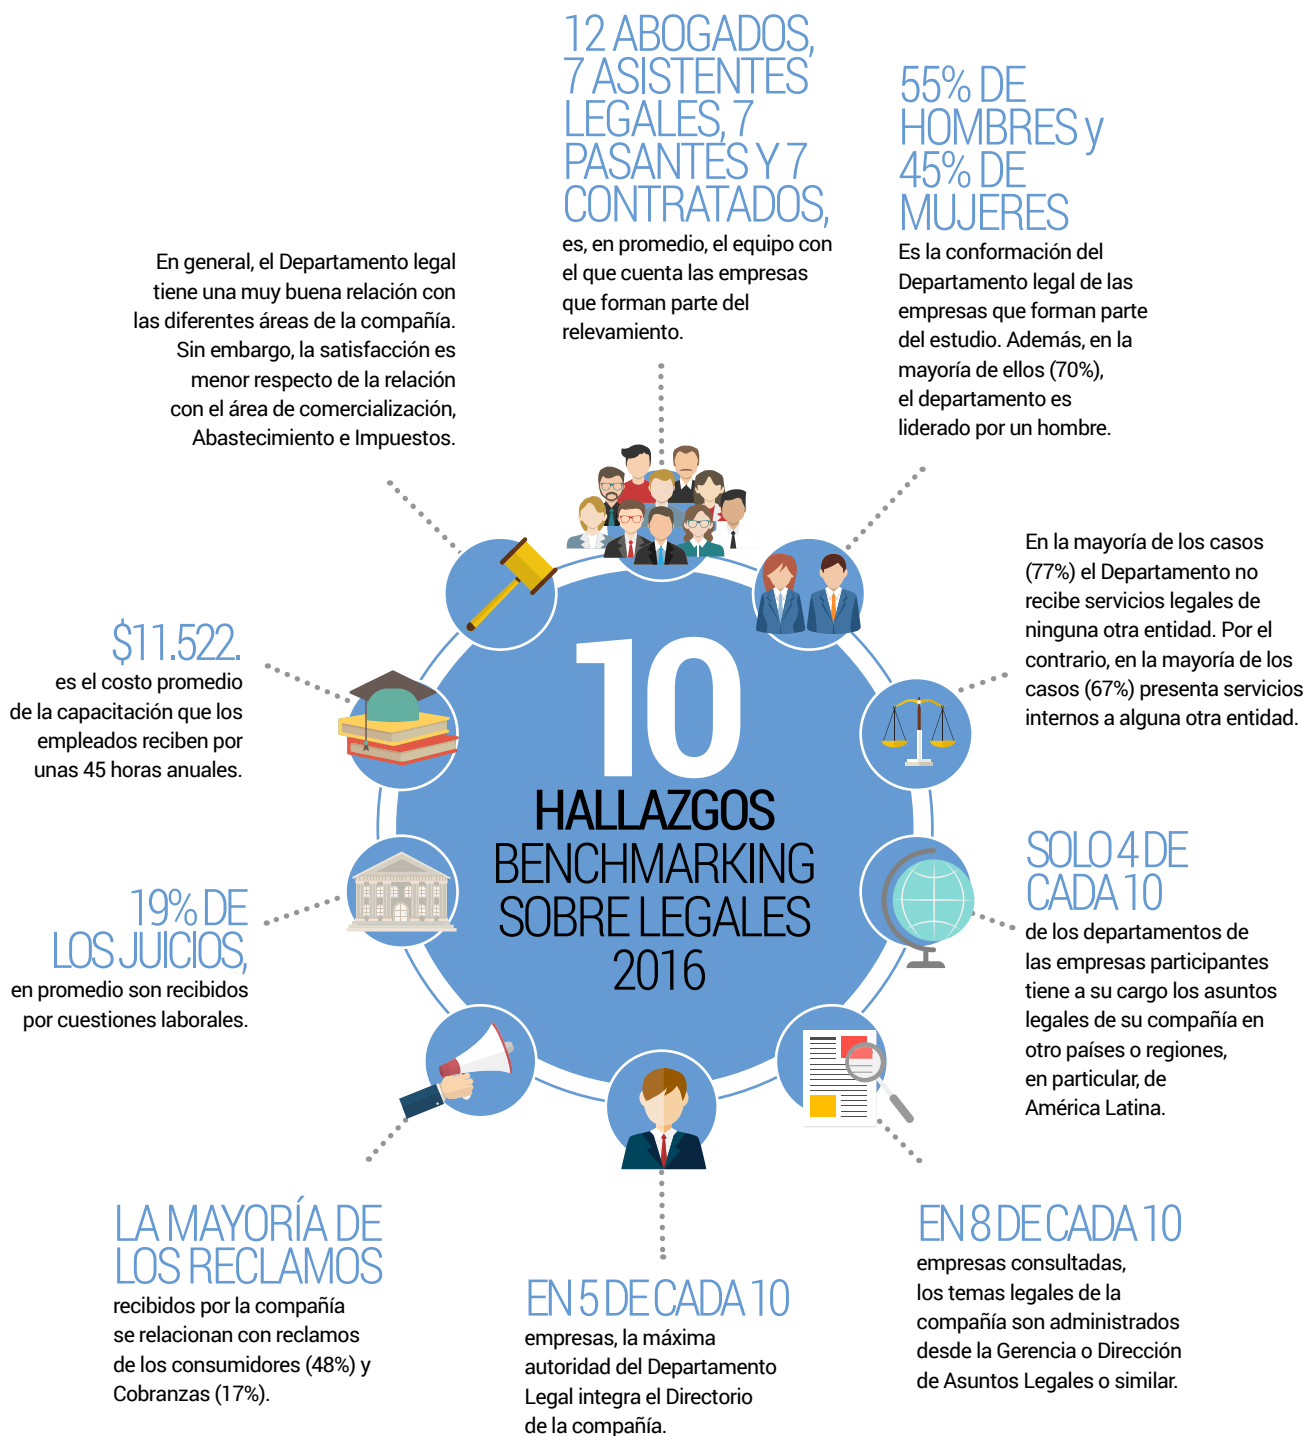 12 ABOGADOS,
7 ASISTENTES
LEGALES, 7
PASANTES Y 7
CONTRATADOS,
es, en promedio, el equipo con
el que cuenta las empresas
que forman parte del
relevamiento.
55% DE
HOMBRES y
45% DE
MUJERES
Es la conformación del
Departamento legal de las
empresas que forman parte
del estudio. Además, en la
mayoría de ellos (70%),
el departamento es
liderado por un hombre.
En general, el Departamento legal
tiene una muy buena relación con
las diferentes áreas de la compañía.
Sin embargo, la satisfacción es
menor respecto de la relación
con el área de comercialización,
Abastecimiento e Impuestos.
En la mayoría de los casos
(77%) el Departamento no
recibe servicios legales de
ninguna otra entidad. Por el
contrario, en la mayoría de los
casos (67%) presenta servicios
internos a alguna otra entidad.
$11.522.
es el costo promedio
de la capacitación que los
empleados reciben por
unas 45 horas anuales.
10
HALLAZGOS
BENCHMARKING
SOBRE LEGALES
2016
SOLO 4 DE
CADA 10
de los departamentos de
las empresas participantes
tiene a su cargo los asuntos
legales de su compañía en
otro países o regiones,
en particular, de
América Latina.
19% DE
LOS JUICIOS,
en promedio son recibidos
por cuestiones laborales.
LA MAYORÍA DE
LOS RECLAMOS
recibidos por la compañía
se relacionan con reclamos
de los consumidores (48%) y
Cobranzas (17%).
EN 5 DE CADA 10
empresas, la máxima
autoridad del Departamento
Legal integra el Directorio
de la compañía.
EN 8 DE CADA 10
empresas consultadas,
los temas legales de la
compañía son administrados
desde la Gerencia o Dirección
de Asuntos Legales o similar.